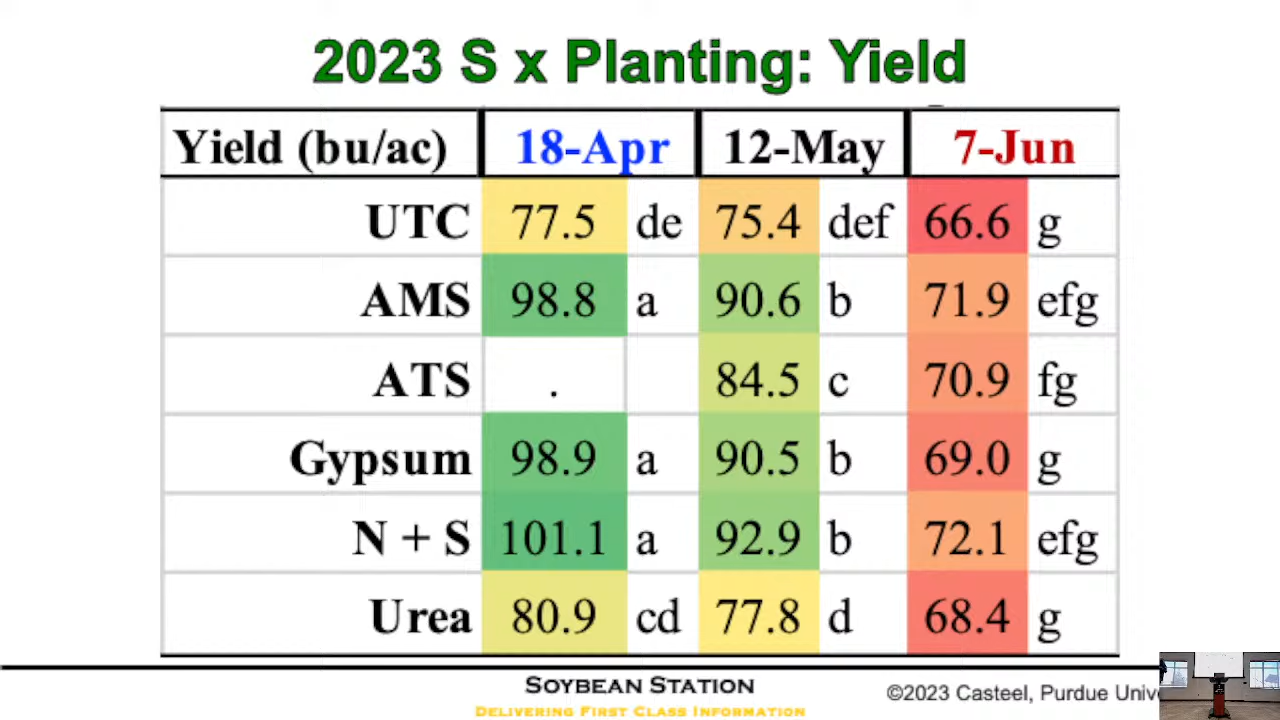 2023 S x Planting: Yield
Yield (bu/ac) 18-Apr 12-May 7-Jun
UTC 77.5 de 75.4 def 66.6 g
AMS 98.8 a 90.6 b 71.9 efg
ATS . 84.5 c 70.9 fg
Gypsum 98.9 a 90.5 b 69.0 g
N + S 101.1 a 92.9 b 72.1 efg
Urea 80.9 cd 77.8 d 68.4 g
SOYBEAN STATION
DELIVERING FIRST CLASS INFORMATION
©2023 Casteel, Purdue